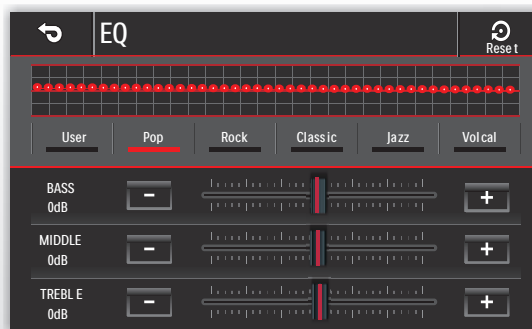 EQ
Reset
User Pop Rock Classic Jazz Volcal
BASS
0dB
- +
MIDDLE
0dB
- +
TREBLE
0dB
- +